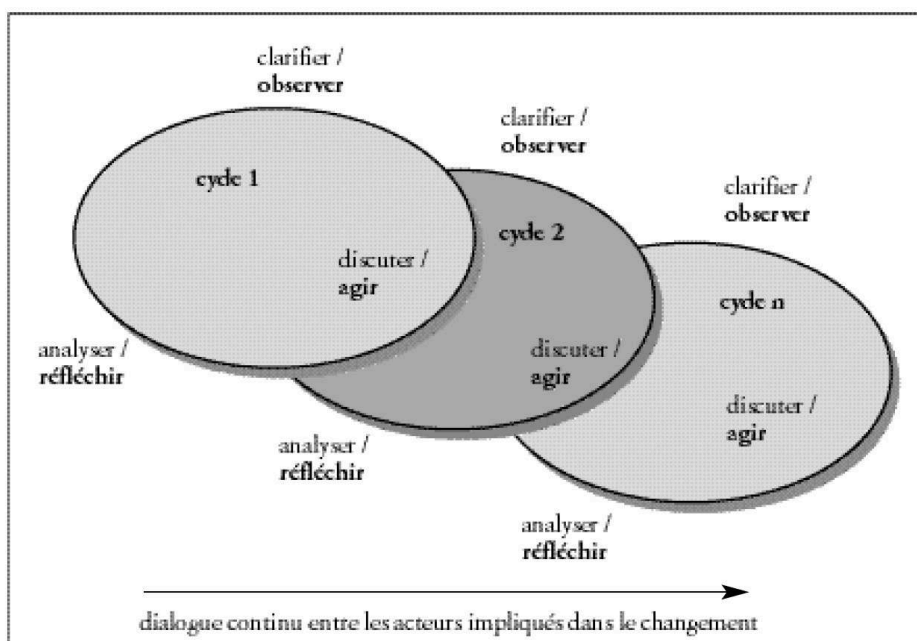 clarifier /
observer
cycle 1
discuter /
agir
analyser /
réfléchir
clarifier /
observer
cycle 2
discuter /
agir
analyser /
réfléchir
clarifier /
observer
cycle n
discuter /
agir
analyser /
réfléchir
dialogue continu entre les acteurs impliqués dans le changement